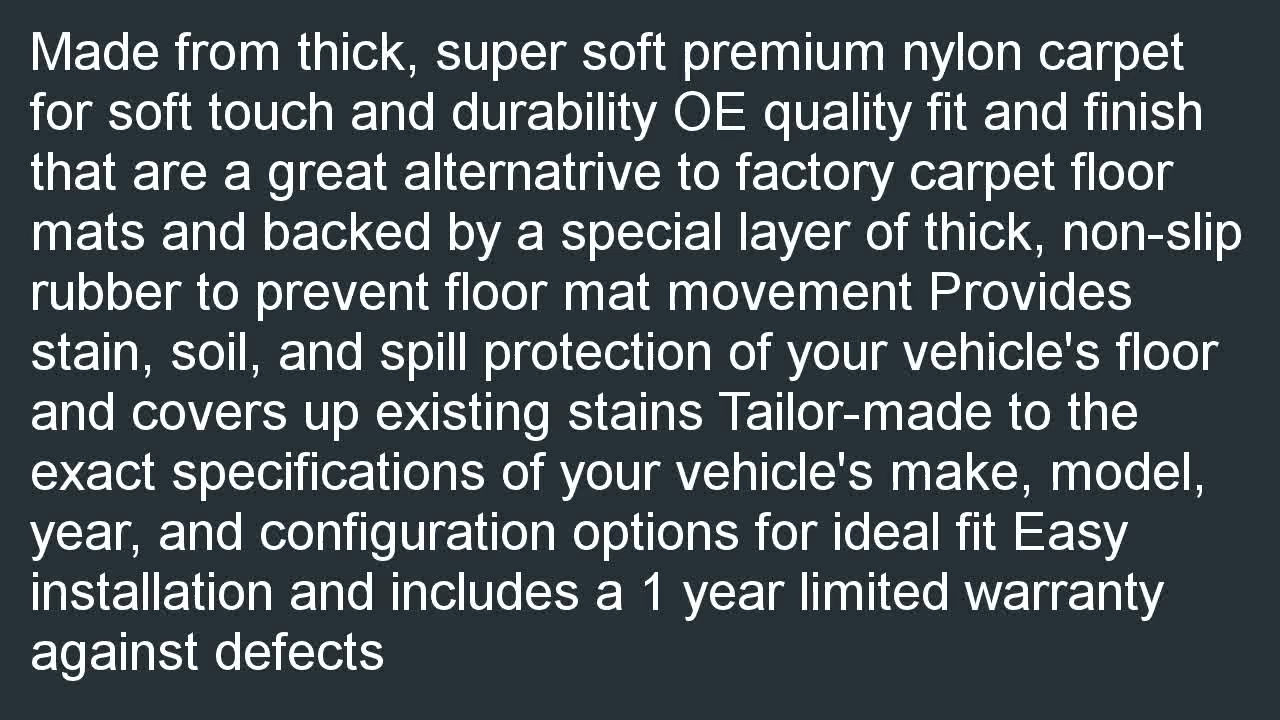 Made from thick, super soft premium nylon carpet
for soft touch and durability OE quality fit and finish
that are a great alternatrive to factory carpet floor
mats and backed by a special layer of thick, non-slip
rubber to prevent floor mat movement Provides
stain, soil, and spill protection of your vehicle's floor
and covers up existing stains Tailor-made to the
exact specifications of your vehicle's make, model,
year, and configuration options for ideal fit Easy
installation and includes a 1 year limited warranty
against defects